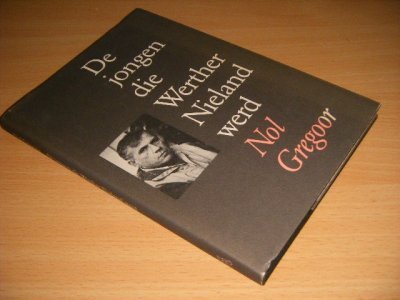 De
jongen
die
Werther
Nieland
werd
Nol
Gregoor